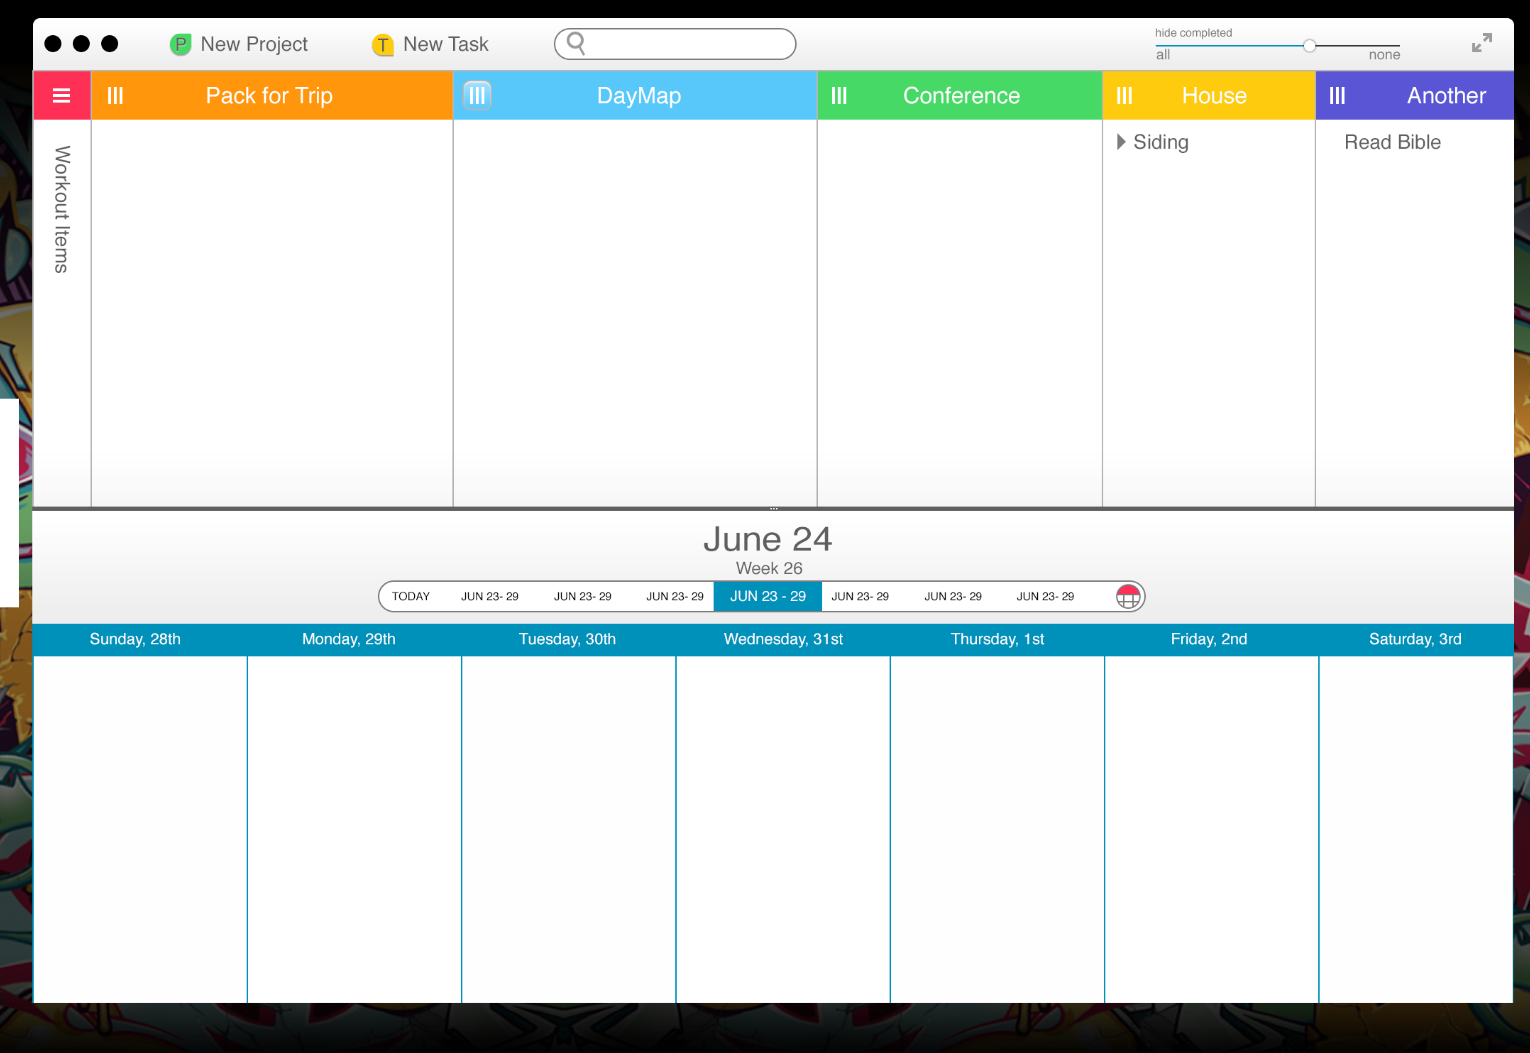 P New Project
T New Task
hide completed
all
none
Pack for Trip
DayMap
Conference
House
Another
Workout Items
Siding
Read Bible
June 24
Week 26
TODAY
JUN 23- 29
JUN 23- 29
JUN 23- 29
JUN 23 - 29
JUN 23- 29
JUN 23- 29
JUN 23- 29
Sunday, 28th
Monday, 29th
Tuesday, 30th
Wednesday, 31st
Thursday, 1st
Friday, 2nd
Saturday, 3rd